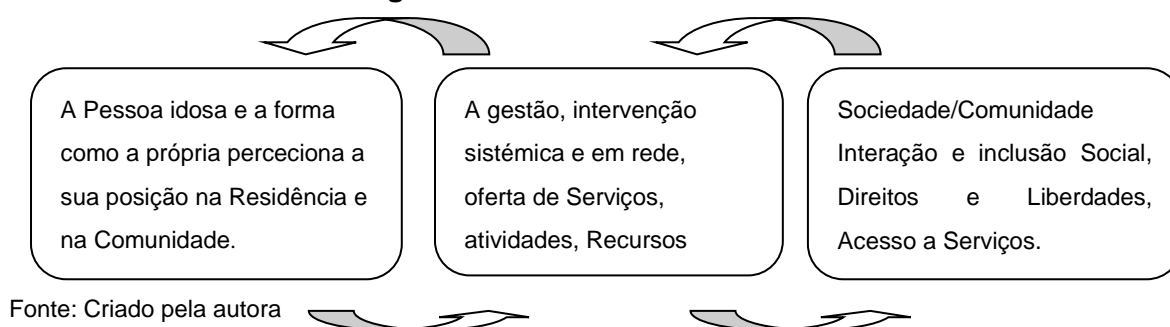 A Pessoa idosa e a forma
como a própria perceciona a
sua posição na Residência e
na Comunidade.
A gestão, intervenção
sistémica e em rede,
oferta de Serviços,
atividades, Recursos
Sociedade/Comunidade
Interação e inclusão Social,
Direitos e Liberdades,
Acesso a Serviços.
Fonte: Criado pela autora